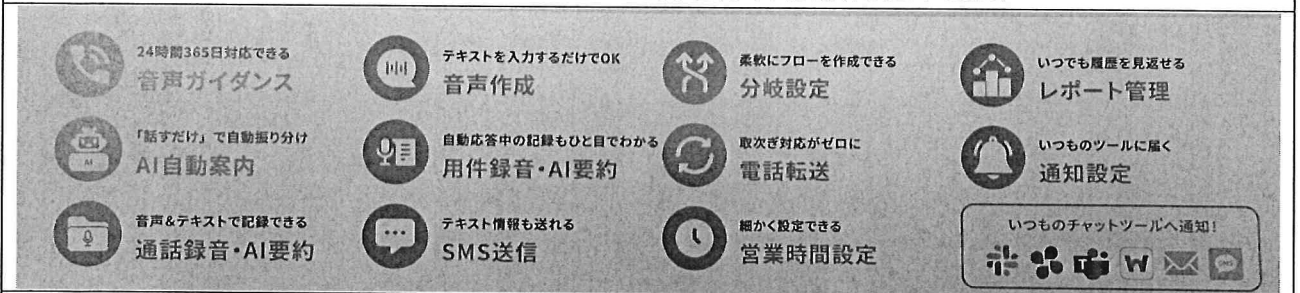 24時間365日対応できる
音声ガイダンス
テキストを入力するだけでOK
音声作成
柔軟にフローを作成できる
分岐設定
いつでも履歴を見返せる
レポート管理
「話すだけ」で自動振り分け
AI自動案内
AI
自動応答中の記録もひと目でわかる
用件録音・AI要約
取次ぎ対応がゼロに
電話転送
いつものツールに届く
通知設定
音声&テキストで記録できる
通話録音・AI要約
テキスト情報も送れる
SMS送信
細かく設定できる
営業時間設定
いつものチャットツールへ通知!
T
W
SMS